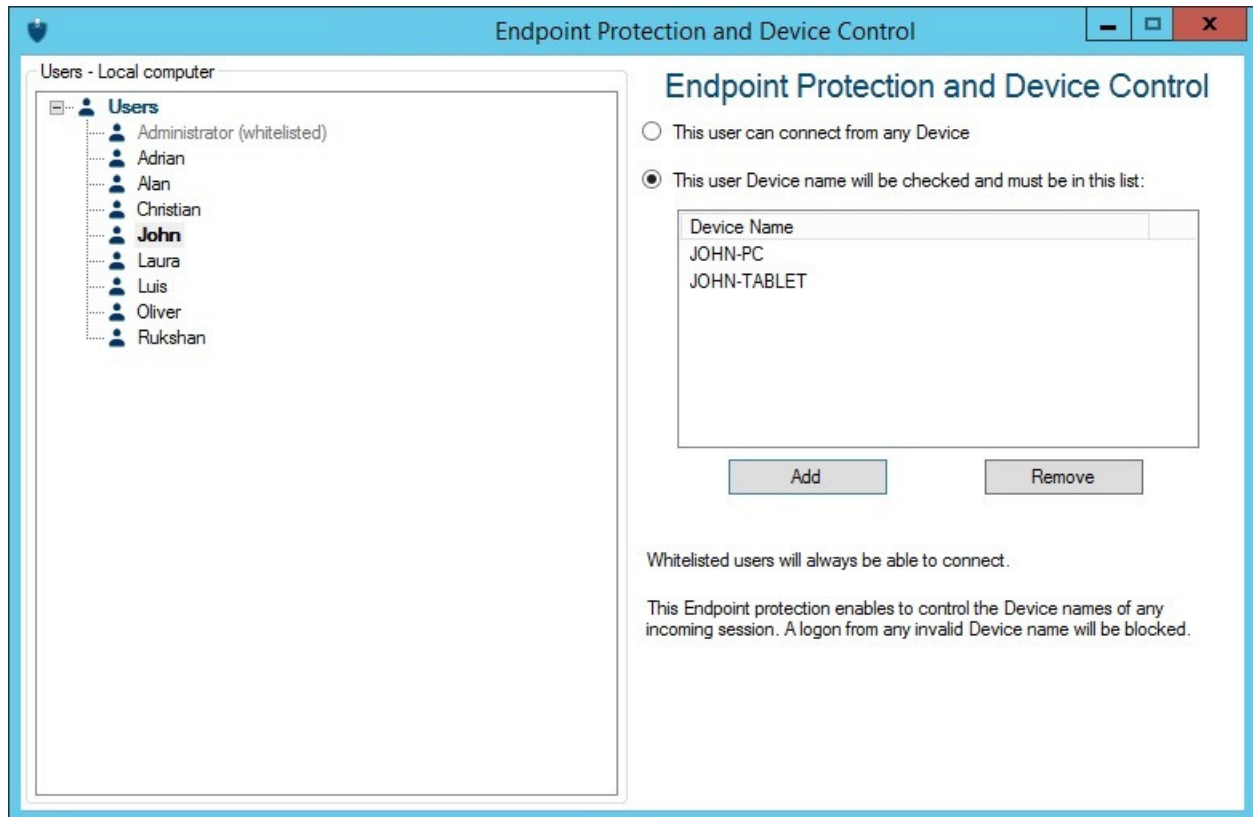 Endpoint Protection and Device Control
Users - Local computer
Users
Administrator (whitelisted)
Adrian
Alan
Christian
John
Laura
Luis
Oliver
Rukshan
Endpoint Protection and Device Control
This user can connect from any Device
This user Device name will be checked and must be in this list:
Device Name
JOHN-PC
JOHN-TABLET
Add
Remove
Whitelisted users will always be able to connect.
This Endpoint protection enables to control the Device names of any
incoming session. A logon from any invalid Device name will be blocked.